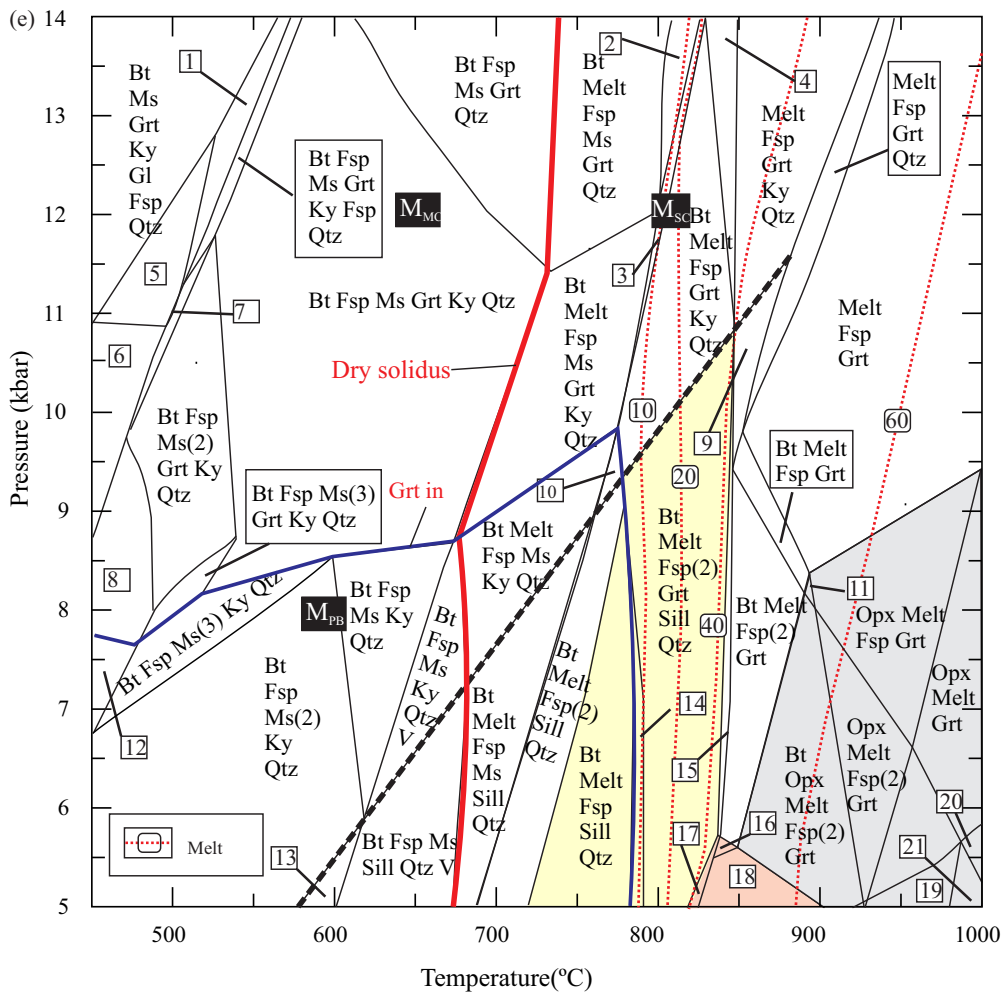 (e)
14
13
12
11
10
9
8
7
6
5
Pressure (kbar)
500
600
700
800
900
1000
Temperature(ºC)
1
Bt
Ms
Grt
Ky
Gl
Fsp
Qtz
Bt Fsp
Ms Grt
Ky Fsp
Qtz
Bt Fsp
Ms Grt
Qtz
2
Bt
Melt
Fsp
Ms
Grt
Qtz
4
Melt
Fsp
Grt
Ky
Qtz
Melt
Fsp
Grt
Qtz
MMC
MSC
Bt
Melt
Fsp
Grt
Ky
Qtz
3
5
7
6
Bt Fsp Ms Grt Ky Qtz
Bt
Melt
Fsp
Ms
Grt
Ky
Qtz
Melt
Fsp
Grt
Dry solidus
Bt Fsp
Ms(2)
Grt Ky
Qtz
10
20
60
9
Bt Melt
Fsp Grt
Bt Fsp Ms(3)
Grt Ky Qtz
Grt in
10
8
Bt Fsp Ms(3) Ky Qtz
MPB
Bt Fsp
Ms Ky
Qtz
Bt Melt
Fsp Ms
Ky Qtz
Bt
Melt
Fsp(2)
Grt
Sill
Qtz
40
Bt Melt
Fsp(2)
Grt
11
Opx Melt
Fsp Grt
Opx
Melt
Grt
12
Bt
Fsp
Ms(2)
Ky
Qtz
Bt
Fsp
Ms
Ky
Qtz
V
Bt
Melt
Fsp
Ms
Sill
Qtz
Bt
Melt
Fsp(2)
Sill
Qtz
14
15
Bt
Melt
Fsp
Sill
Qtz
Bt
Opx
Melt
Fsp(2)
Grt
Opx
Melt
Fsp(2)
Grt
Melt
13
Bt Fsp Ms
Sill Qtz V
17
16
18
20
21
19